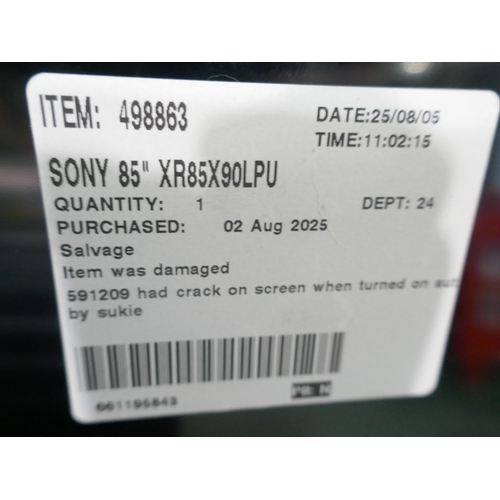 ITEM: 498863 DATE:25/08/05
TIME:11:02:15
SONY 85" XR85X90LPU
QUANTITY: 1 DEPT: 24
PURCHASED: 02 Aug 2025
Salvage
Item was damaged
591209 had crack on screen when turned on
by sukie
661195843